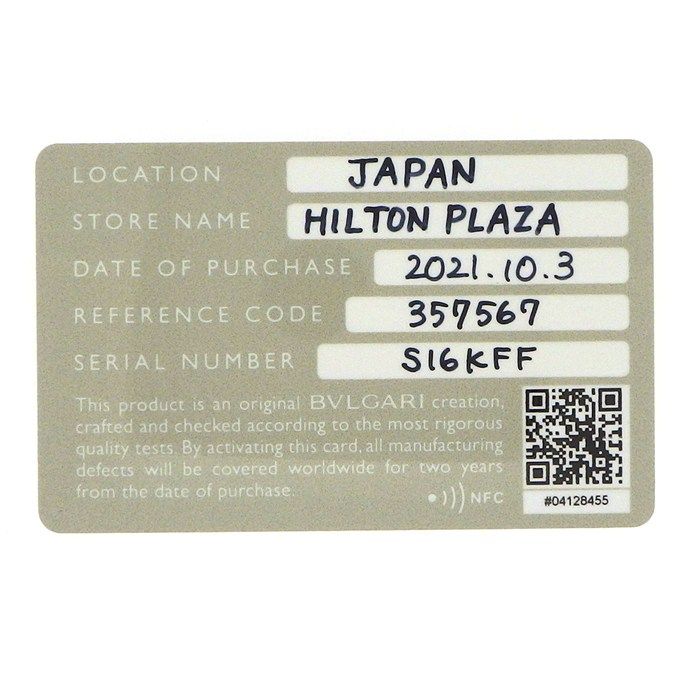 LOCATION JAPAN
STORE NAME HILTON PLAZA
DATE OF PURCHASE 2021.10.3
REFERENCE CODE 357567
SERIAL NUMBER S16KFF
This product is an original BVLGARI creation,
crafted and checked according to the most rigorous
quality tests. By activating this card, all manufacturing
defects will be covered worldwide for two years
from the date of purchase.
NFC
#04128455